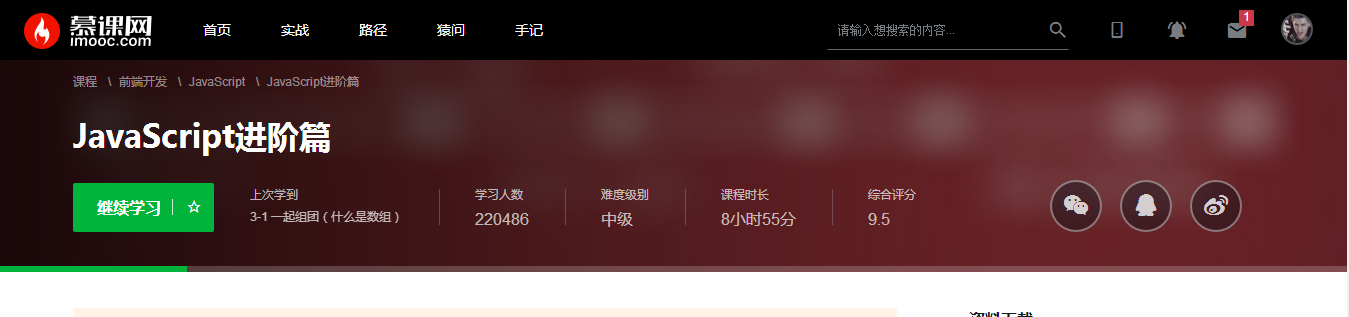 慕课网
imooc.com
首页 实战 路径 猿问 手记
请输入想搜索的内容...
1
课程 \ 前端开发 \ JavaScript \ JavaScript进阶篇
JavaScript进阶篇
继续学习
上次学到 学习人数 难度级别 课程时长 综合评分
3-1 一起组团（什么是数组） 220486 中级 8小时55分 9.5
资料下载